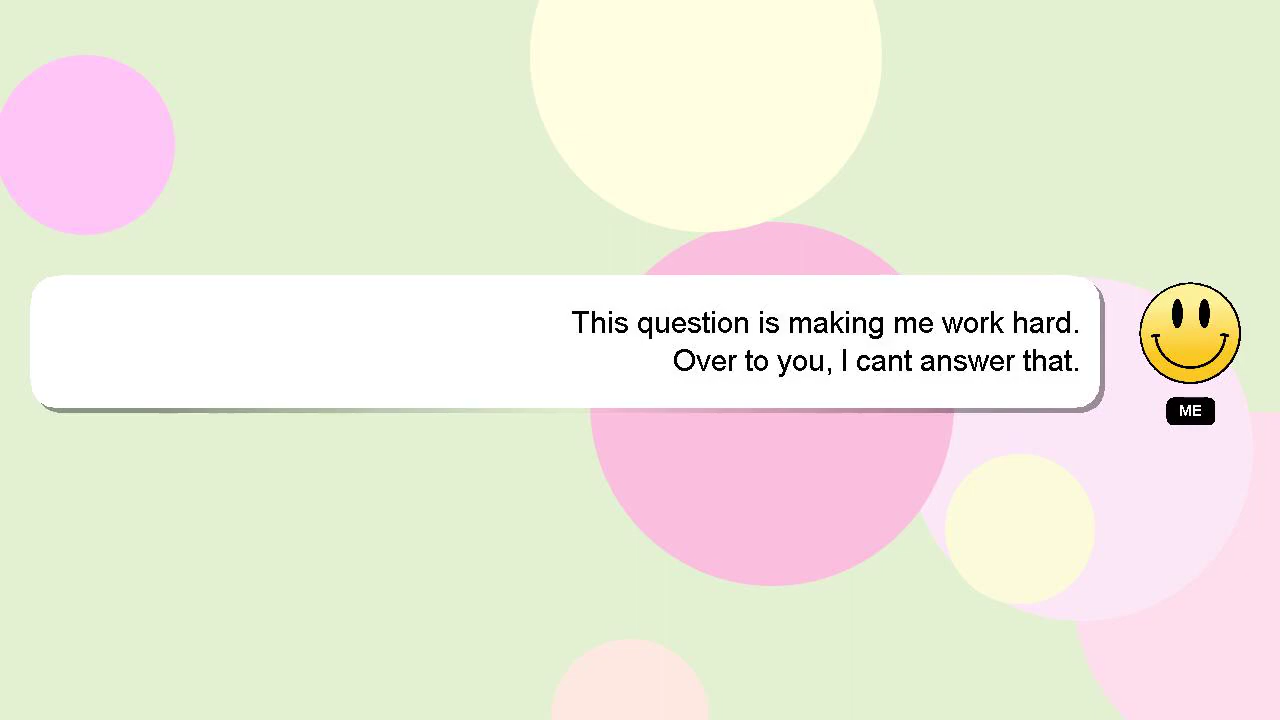 This question is making me work hard.
Over to you, I cant answer that.
ME